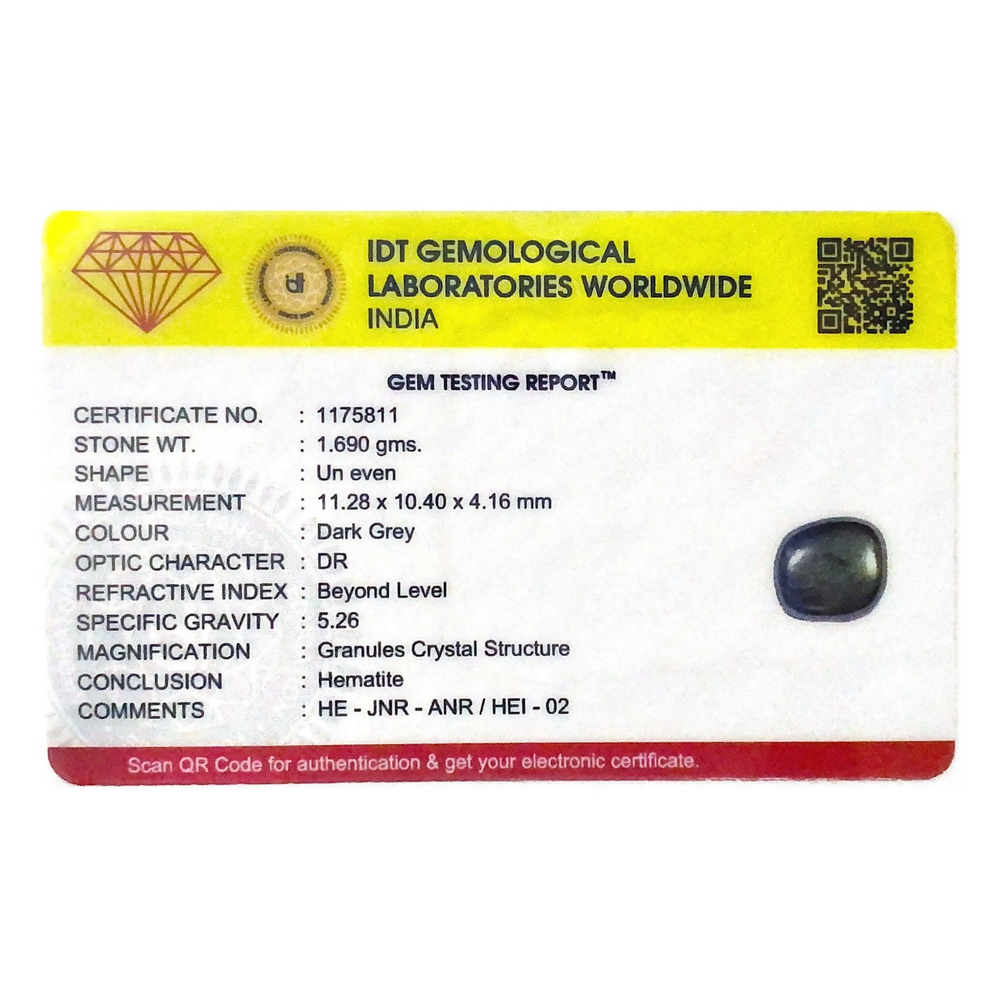 IDT GEMOLOGICAL
LABORATORIES WORLDWIDE
INDIA
GEM TESTING REPORT™
CERTIFICATE NO. : 1175811
STONE WT. : 1.690 gms.
SHAPE : Un even
MEASUREMENT : 11.28 x 10.40 x 4.16 mm
COLOUR : Dark Grey
OPTIC CHARACTER : DR
REFRACTIVE INDEX : Beyond Level
SPECIFIC GRAVITY : 5.26
MAGNIFICATION : Granules Crystal Structure
CONCLUSION : Hematite
COMMENTS : HE - JNR - ANR / HEI - 02
Scan QR Code for authentication & get your electronic certificate.